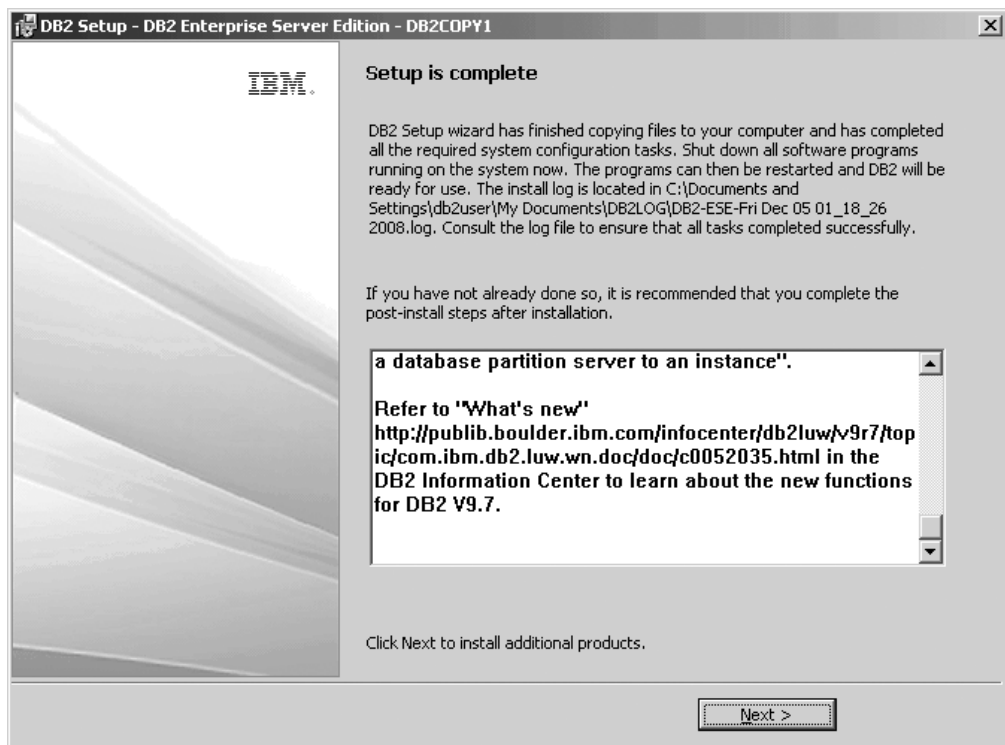 DB2 Setup - DB2 Enterprise Server Edition - DB2COPY1
IBM
Setup is complete
DB2 Setup wizard has finished copying files to your computer and has completed
all the required system configuration tasks. Shut down all software programs
running on the system now. The programs can then be restarted and DB2 will be
ready for use. The install log is located in C:\Documents and
Settings\db2user\My Documents\DB2LOG\DB2-ESE-Fri Dec 05 01_18_26
2008.log. Consult the log file to ensure that all tasks completed successfully.
If you have not already done so, it is recommended that you complete the
post-install steps after installation.
a database partition server to an instance".
Refer to "What's new"
http://publib.boulder.ibm.com/infocenter/db2luw/v9r7/top
ic/com.ibm.db2.luw.wn.doc/doc/c0052035.html in the
DB2 Information Center to learn about the new functions
for DB2 V9.7.
Click Next to install additional products.
Next >